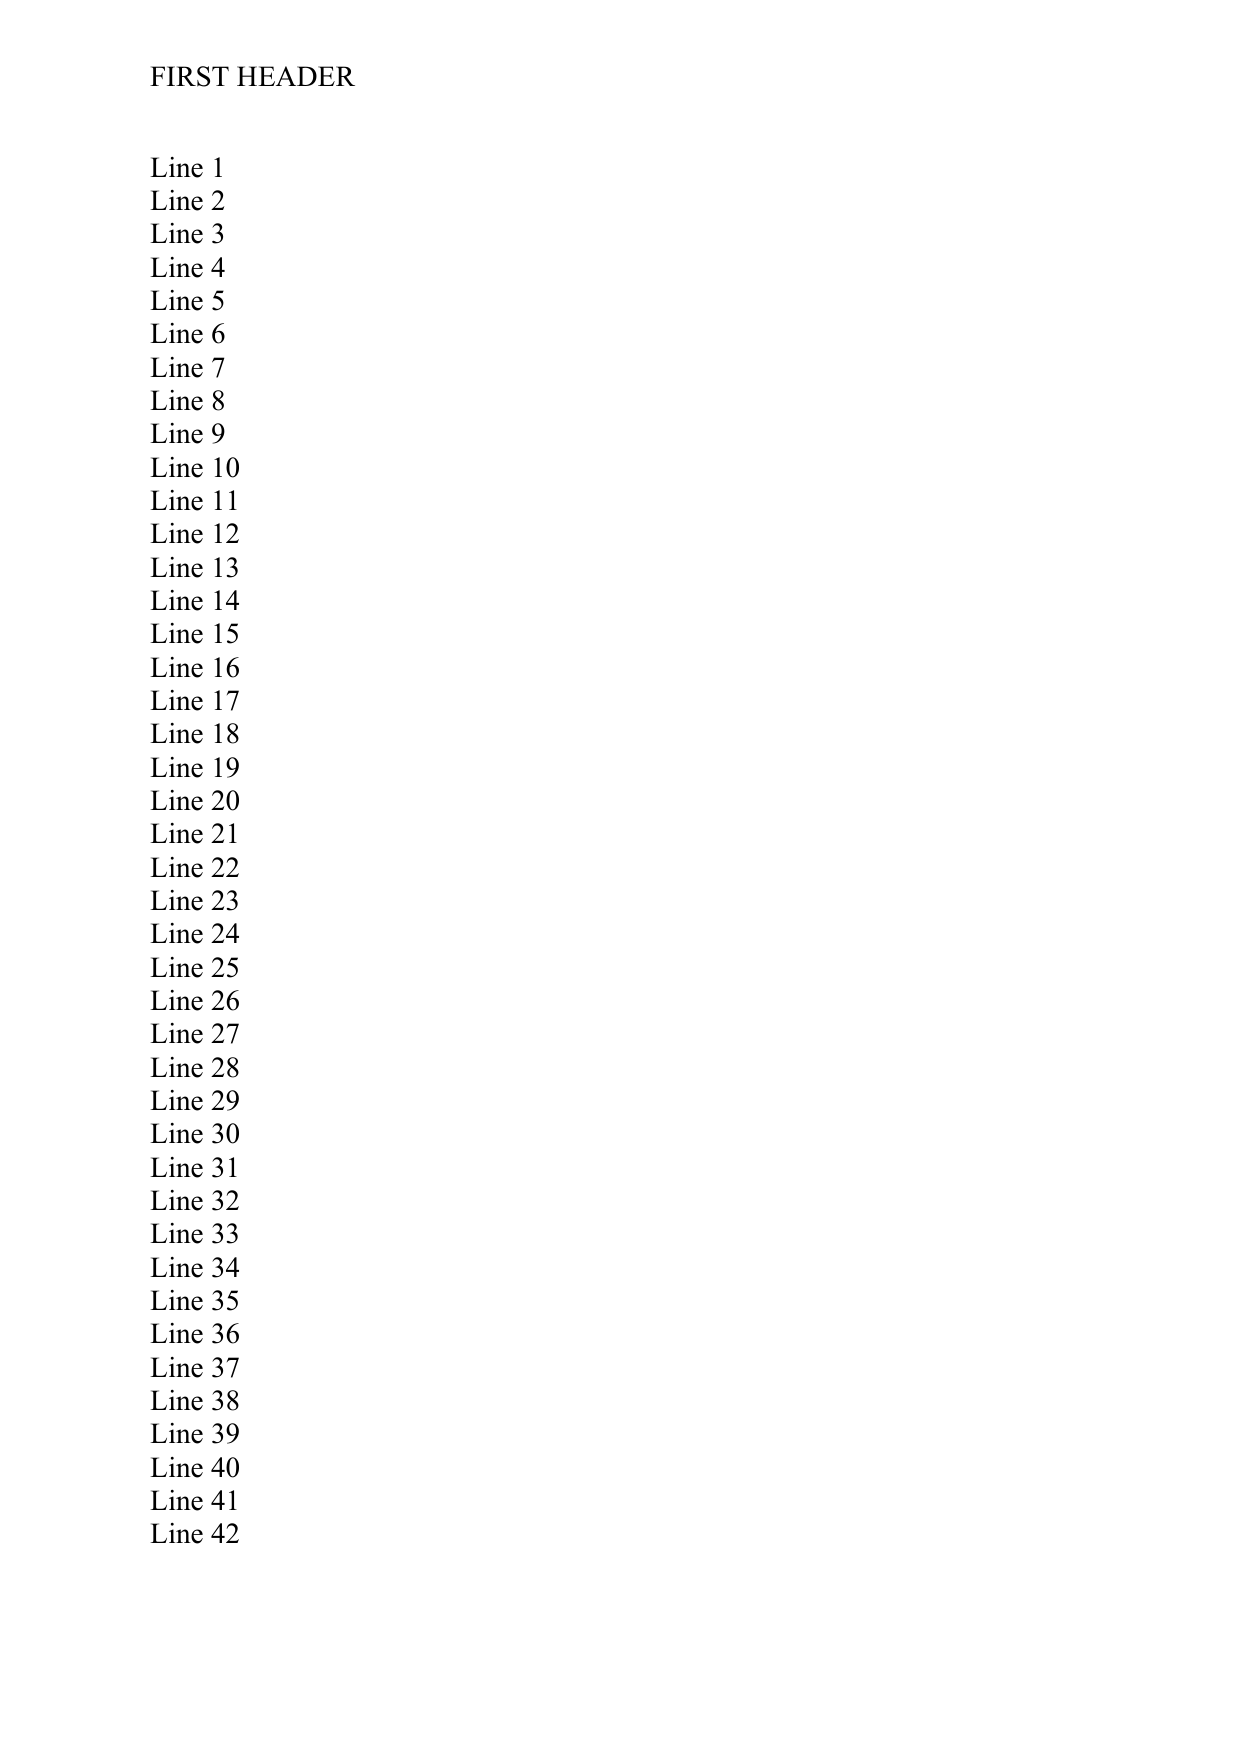 FIRST HEADER
Line 1
Line 2
Line 3
Line 4
Line 5
Line 6
Line 7
Line 8
Line 9
Line 10
Line 11
Line 12
Line 13
Line 14
Line 15
Line 16
Line 17
Line 18
Line 19
Line 20
Line 21
Line 22
Line 23
Line 24
Line 25
Line 26
Line 27
Line 28
Line 29
Line 30
Line 31
Line 32
Line 33
Line 34
Line 35
Line 36
Line 37
Line 38
Line 39
Line 40
Line 41
Line 42